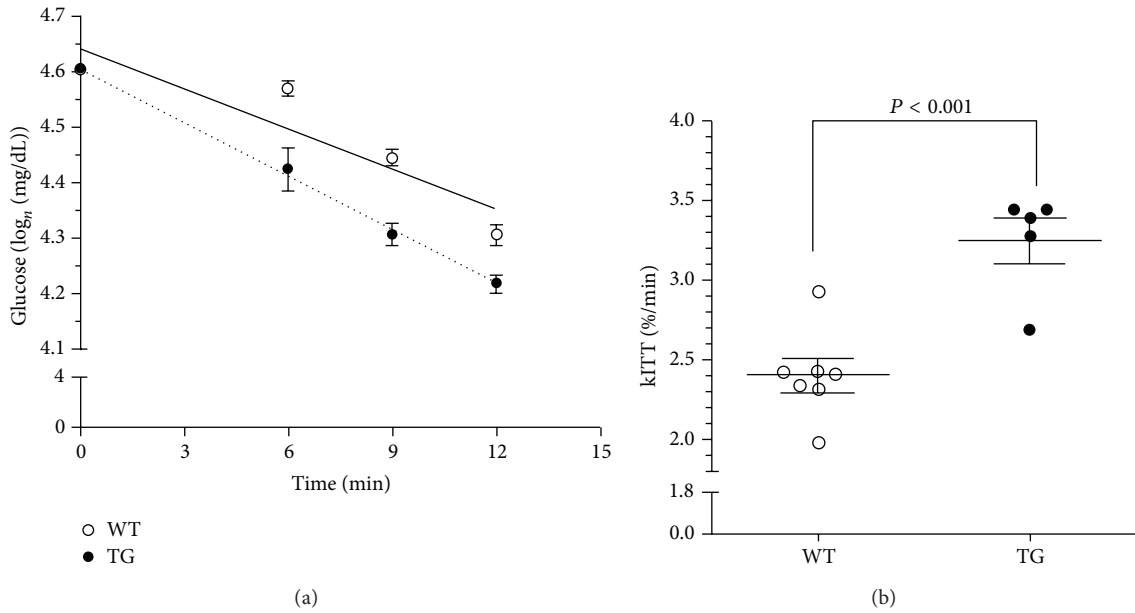 4.7
4.6
4.5
4.4
4.3
4.2
4.1
4
0
Glucose (logₙ (mg/dL))
0
3
6
9
12
15
Time (min)
WT
TG
(a)
P < 0.001
4.0
3.5
3.0
2.5
2.0
1.8
0.0
kITT (%/min)
WT
TG
(b)